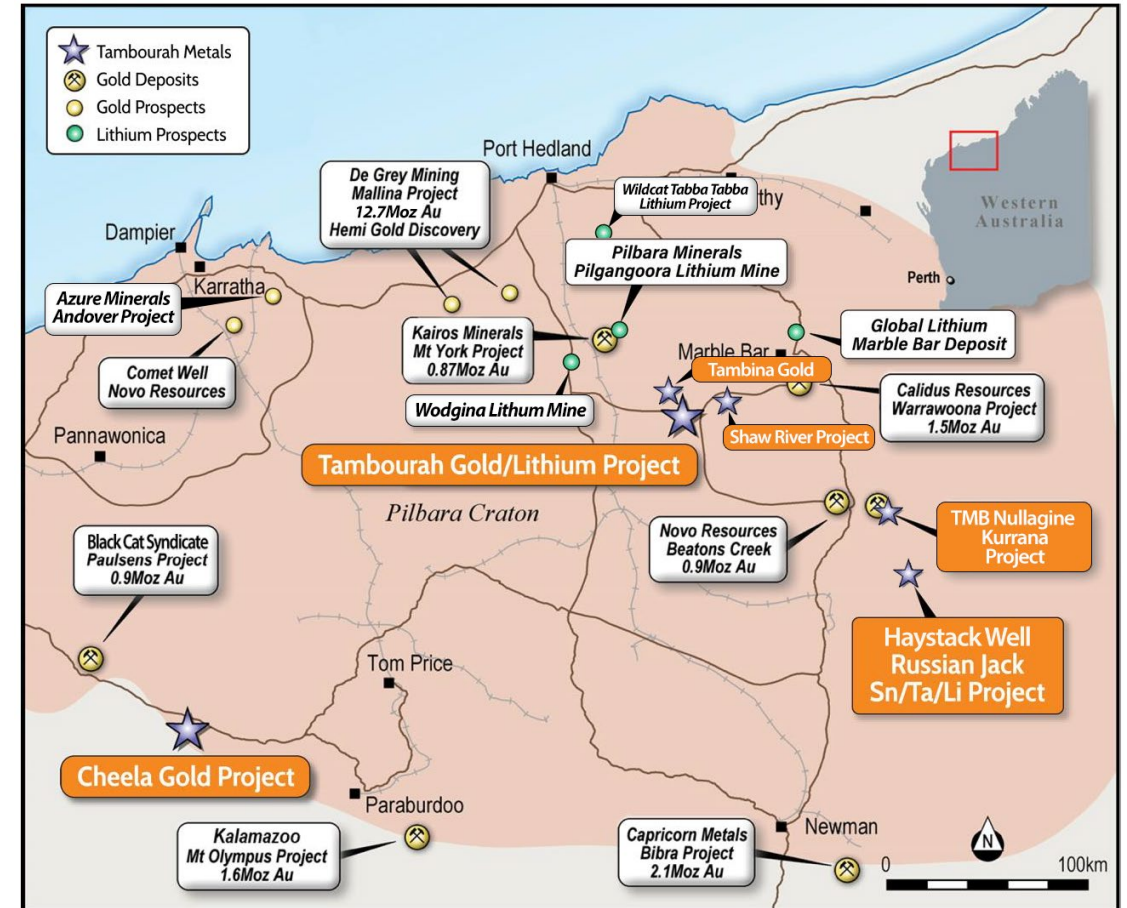 Tambourah Metals
Gold Deposits
Gold Prospects
Lithium Prospects
Port Hedland
De Grey Mining
Mallina Project
12.7Moz Au
Hemi Gold Discovery
Wildcat Tabba Tabba
Lithium Project
thy
Western
Australia
Perth
Dampier
Karratha
Pilbara Minerals
Pilgangoora Lithium Mine
Azure Minerals
Andover Project
Kairos Minerals
Mt York Project
0.87Moz Au
Global Lithium
Marble Bar Deposit
Marble Bar
Tambina Gold
Comet Well
Novo Resources
Wodgina Lithum Mine
Calidus Resources
Warrawoona Project
1.5Moz Au
Shaw River Project
Pannawonica
Tambourah Gold/Lithium Project
Pilbara Craton
Black Cat Syndicate
Paulsens Project
0.9Moz Au
Novo Resources
Beatons Creek
0.9Moz Au
TMB Nullagine
Kurrana
Project
Haystack Well
Russian Jack
Sn/Ta/Li Project
Tom Price
Cheela Gold Project
Paraburdoo
Kalamazoo
Mt Olympus Project
1.6Moz Au
Capricorn Metals
Bibra Project
2.1Moz Au
Newman
N
0 100km